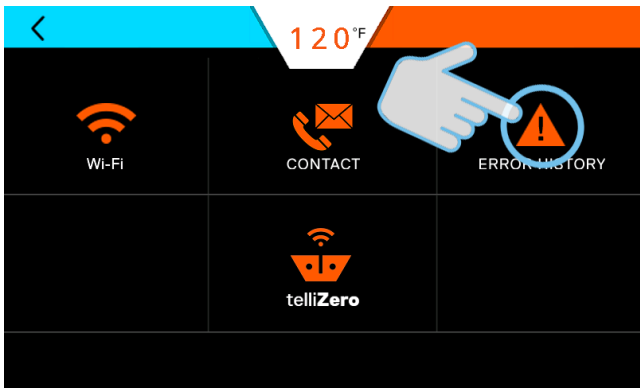 120°F
Wi-Fi
CONTACT
ERROR HISTORY
telliZero